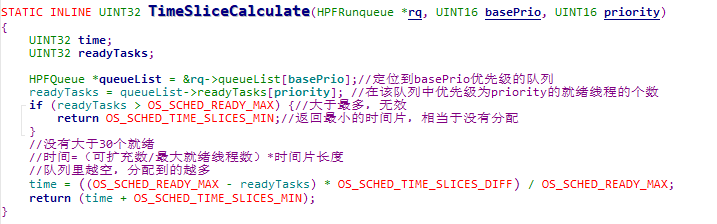 STATIC INLINE UINT32 TimeSliceCalculate(HPFRunqueue *rq, UINT16 basePrio, UINT16 priority)
{
    UINT32 time;
    UINT32 readyTasks;

    HPFQueue *queueList = &rq->queueList[basePrio];//定位到basePrio优先级的队列
    readyTasks = queueList->readyTasks[priority]; //在该队列中优先级为priority的就绪线程的个数
    if (readyTasks > OS_SCHED_READY_MAX) {//大于最多，无效
        return OS_SCHED_TIME_SLICES_MIN;//返回最小的时间片，相当于没有分配
    }
    //没有大于30个就绪
    //时间=（可扩充数/最大就绪线程数）*时间片长度
    //队列里越空，分配到的越多
    time = ((OS_SCHED_READY_MAX - readyTasks) * OS_SCHED_TIME_SLICES_DIFF) / OS_SCHED_READY_MAX;
    return (time + OS_SCHED_TIME_SLICES_MIN);
}